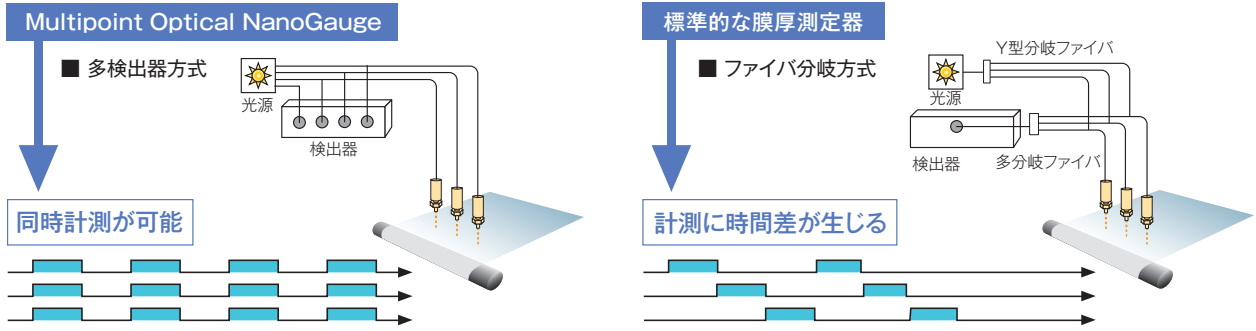 Multipoint Optical NanoGauge
■ 多検出器方式
光源
検出器
同時計測が可能
標準的な膜厚測定器
■ ファイバ分岐方式
Y型分岐ファイバ
光源
検出器
多分岐ファイバ
計測に時間差が生じる